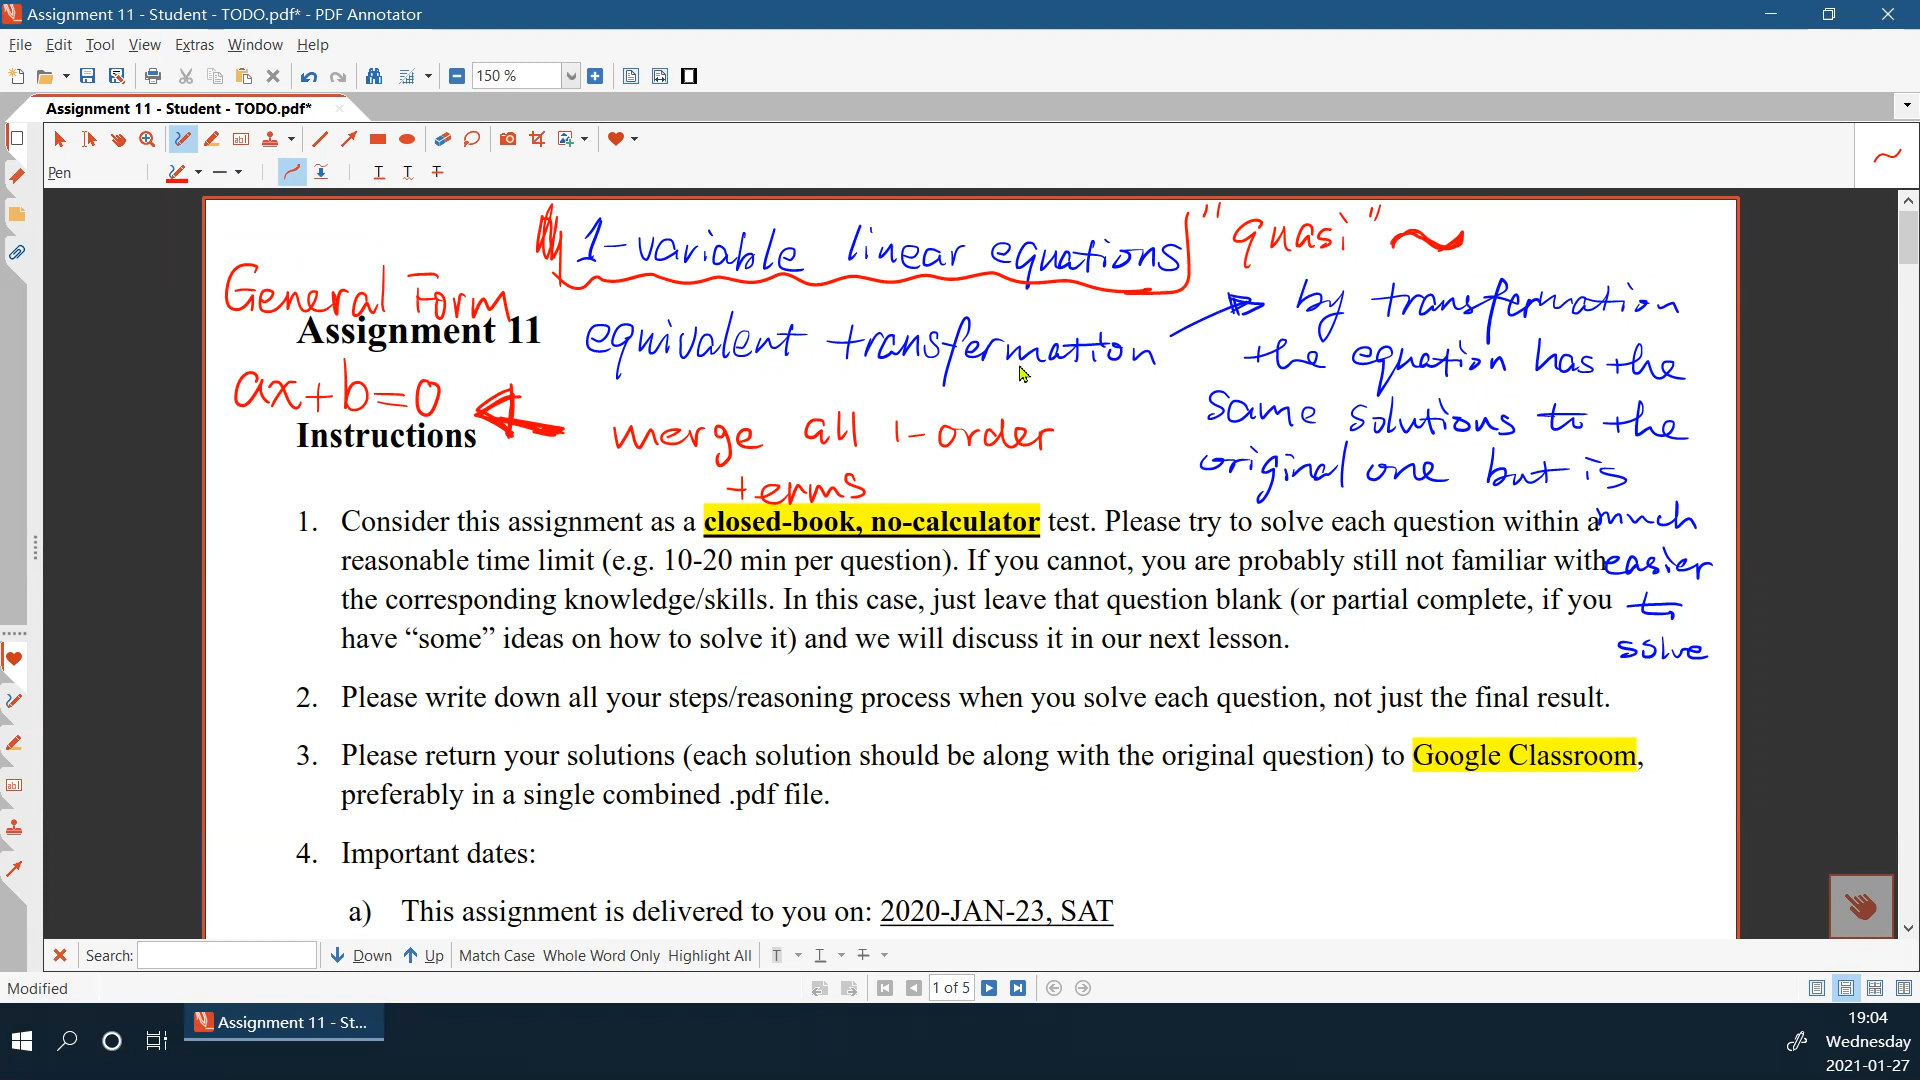 Assignment 11 - Student - TODO.pdf* - PDF Annotator
File Edit Tool View Extras Window Help
150 %
Assignment 11 - Student - TODO.pdf*
Pen
1-variable linear equations "quasi" ~
General Form
by transfermation
Assignment 11
equivalent transfermation
the equation has the
ax+b=0
same solutions to the
Instructions
merge all 1-order
original one but is
terms
1. Consider this assignment as a closed-book, no-calculator test. Please try to solve each question within a
much
reasonable time limit (e.g. 10-20 min per question). If you cannot, you are probably still not familiar with
easier
the corresponding knowledge/skills. In this case, just leave that question blank (or partial complete, if you
to
have “some” ideas on how to solve it) and we will discuss it in our next lesson.
solve
2. Please write down all your steps/reasoning process when you solve each question, not just the final result.
3. Please return your solutions (each solution should be along with the original question) to Google Classroom,
preferably in a single combined .pdf file.
4. Important dates:
a) This assignment is delivered to you on: 2020-JAN-23, SAT
Search: Down Up Match Case Whole Word Only Highlight All
Modified
1 of 5
Assignment 11 - St...
19:04
Wednesday
2021-01-27